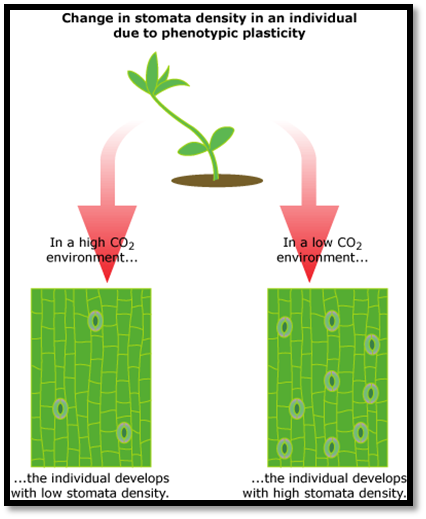 Change in stomata density in an individual
due to phenotypic plasticity
In a high CO₂
environment...
In a low CO₂
environment...
...the individual develops
with low stomata density.
...the individual develops
with high stomata density.